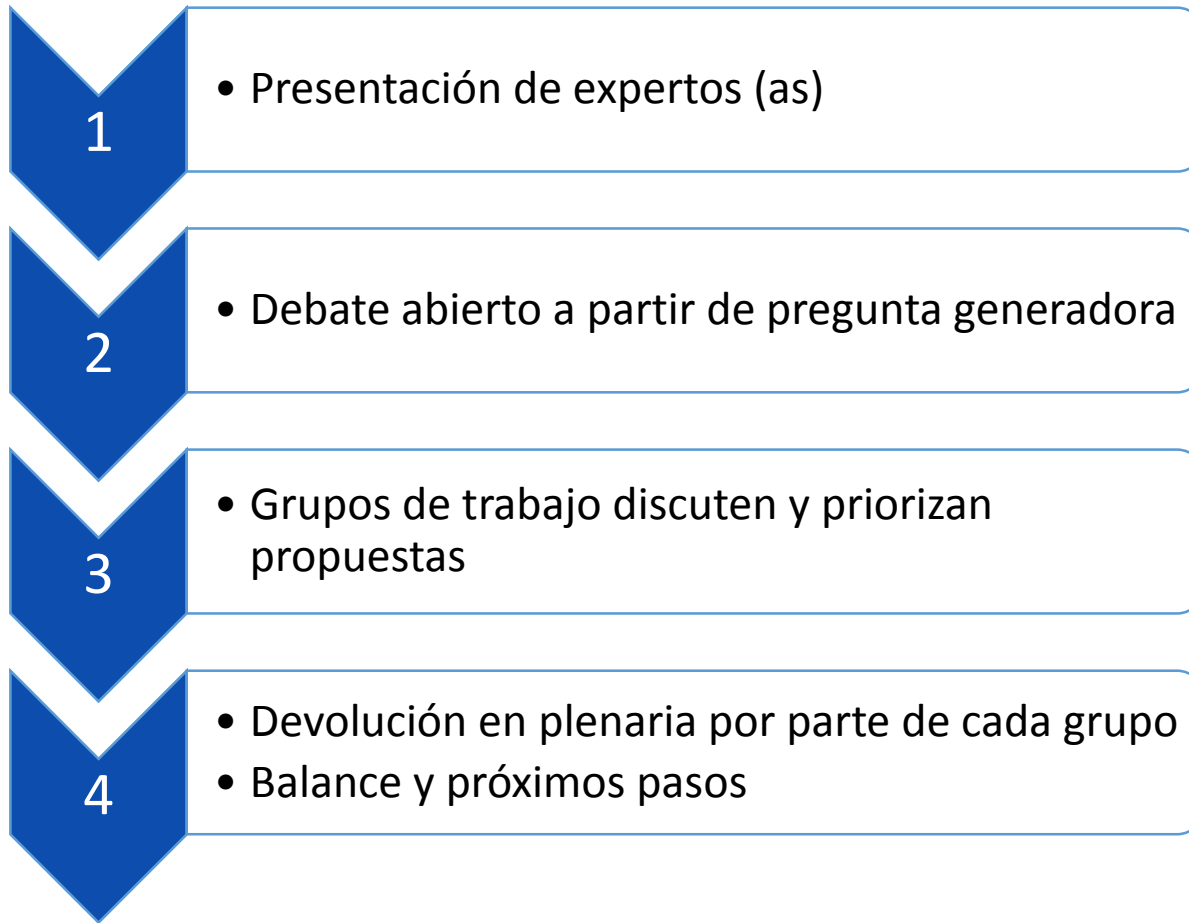 1
• Presentación de expertos (as)
2
• Debate abierto a partir de pregunta generadora
3
• Grupos de trabajo discuten y priorizan
propuestas
4
• Devolución en plenaria por parte de cada grupo
• Balance y próximos pasos